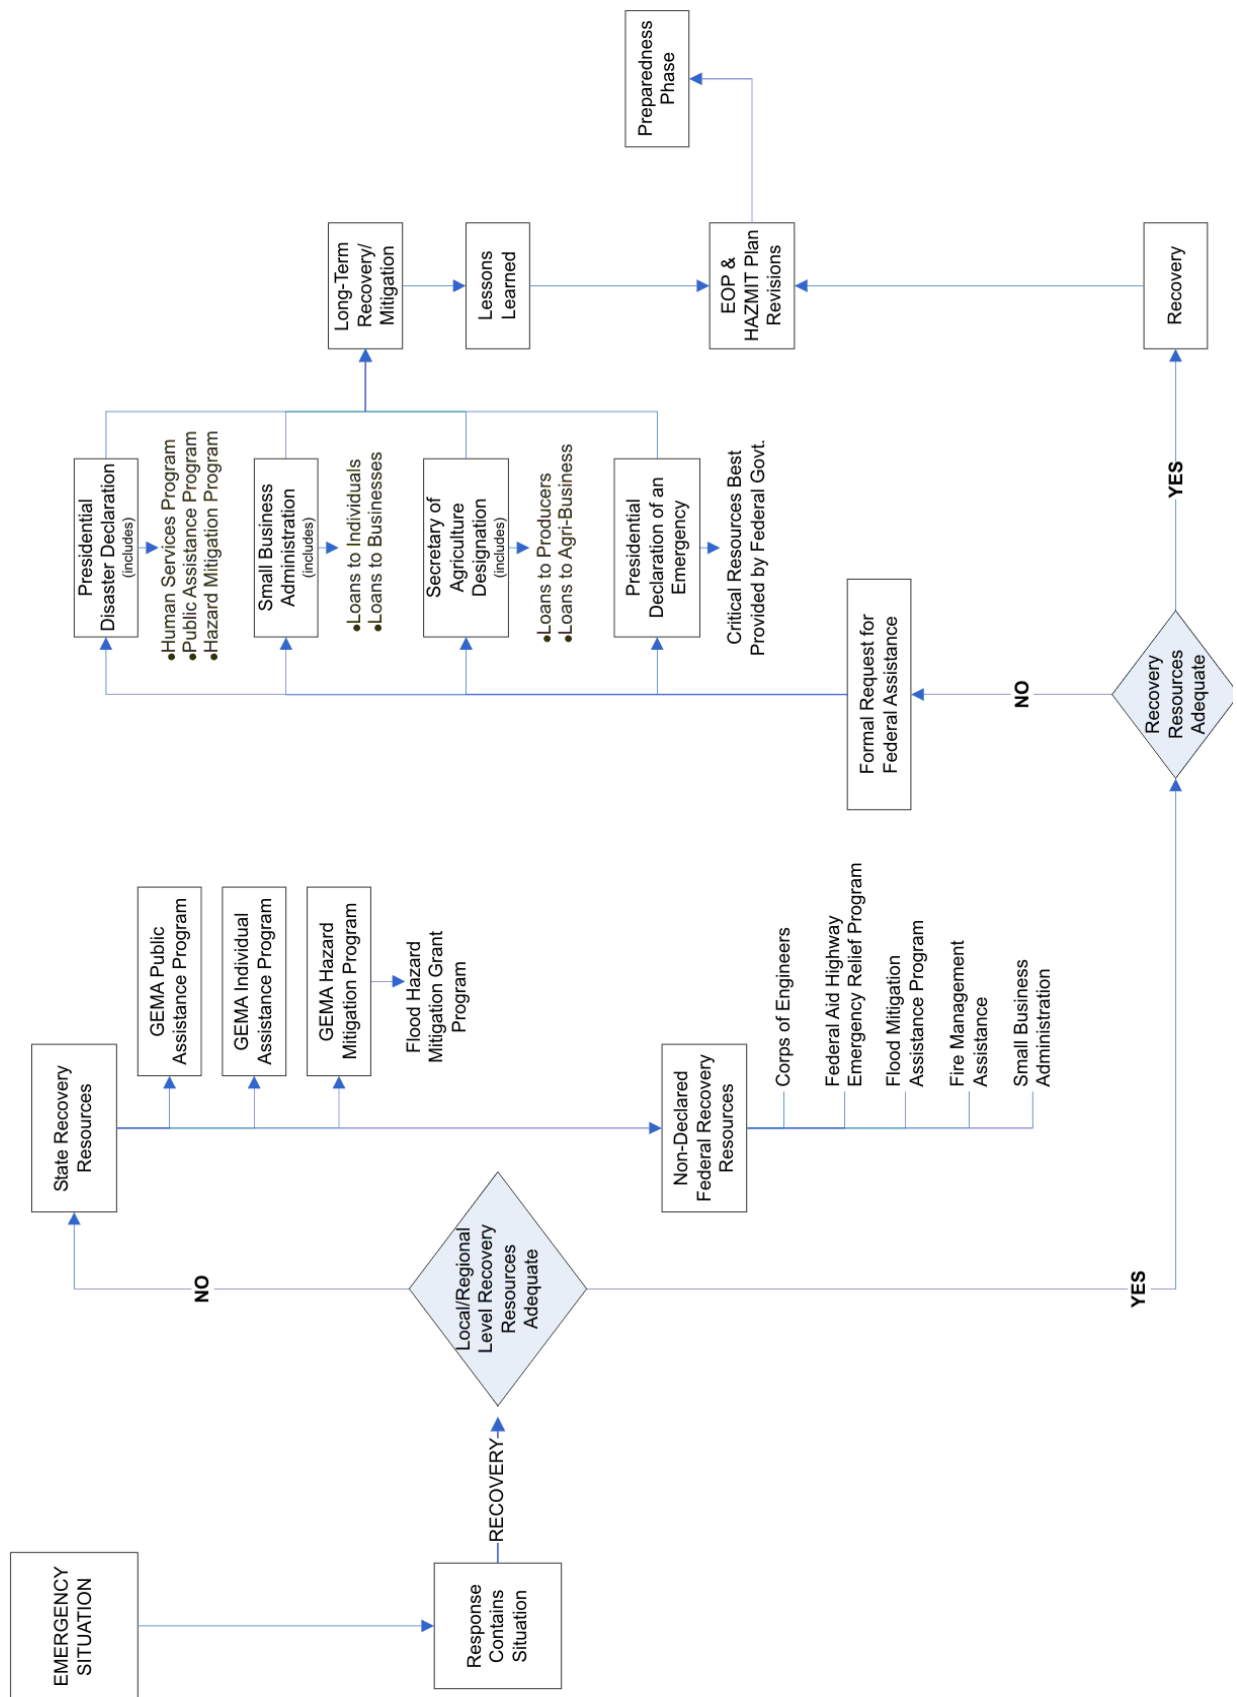 EMERGENCY
SITUATION
Response
Contains
Situation
RECOVERY
Local/Regional
Level Recovery
Resources
Adequate
NO
YES
State Recovery
Resources
GEMA Public
Assistance Program
GEMA Individual
Assistance Program
GEMA Hazard
Mitigation Program
Flood Hazard
Mitigation Grant
Program
Non-Declared
Federal Recovery
Resources
Corps of Engineers
Federal Aid Highway
Emergency Relief Program
Flood Mitigation
Assistance Program
Fire Management
Assistance
Small Business
Administration
Recovery
Resources
Adequate
NO
YES
Formal Request for
Federal Assistance
Presidential
Disaster Declaration
(includes)
•Human Services Program
•Public Assistance Program
•Hazard Mitigation Program
Small Business
Administration
(includes)
•Loans to Individuals
•Loans to Businesses
Secretary of
Agriculture
Designation
(includes)
•Loans to Producers
•Loans to Agri-Business
Presidential
Declaration of an
Emergency
Critical Resources Best
Provided by Federal Govt.
Long-Term
Recovery/
Mitigation
Lessons
Learned
EOP &
HAZMIT Plan
Revisions
Recovery
Preparedness
Phase